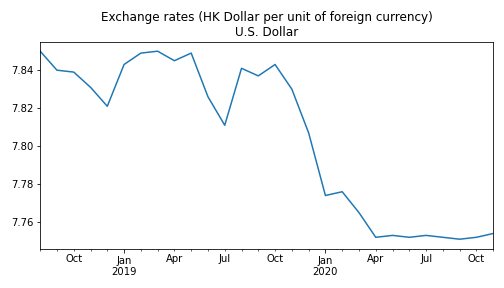 Exchange rates (HK Dollar per unit of foreign currency)
U.S. Dollar
7.84
7.82
7.80
7.78
7.76
Oct Jan Apr Jul Oct Jan Apr Jul Oct
2019 2020